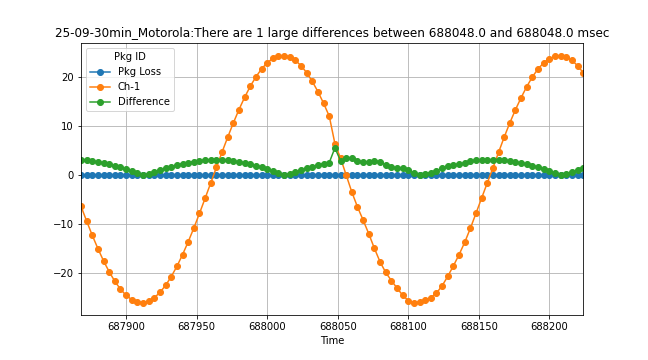 25-09-30min_Motorola:There are 1 large differences between 688048.0 and 688048.0 msec
Pkg ID
Pkg Loss
Ch-1
Difference
20
10
0
−10
−20
687900 687950 688000 688050 688100 688150 688200
Time